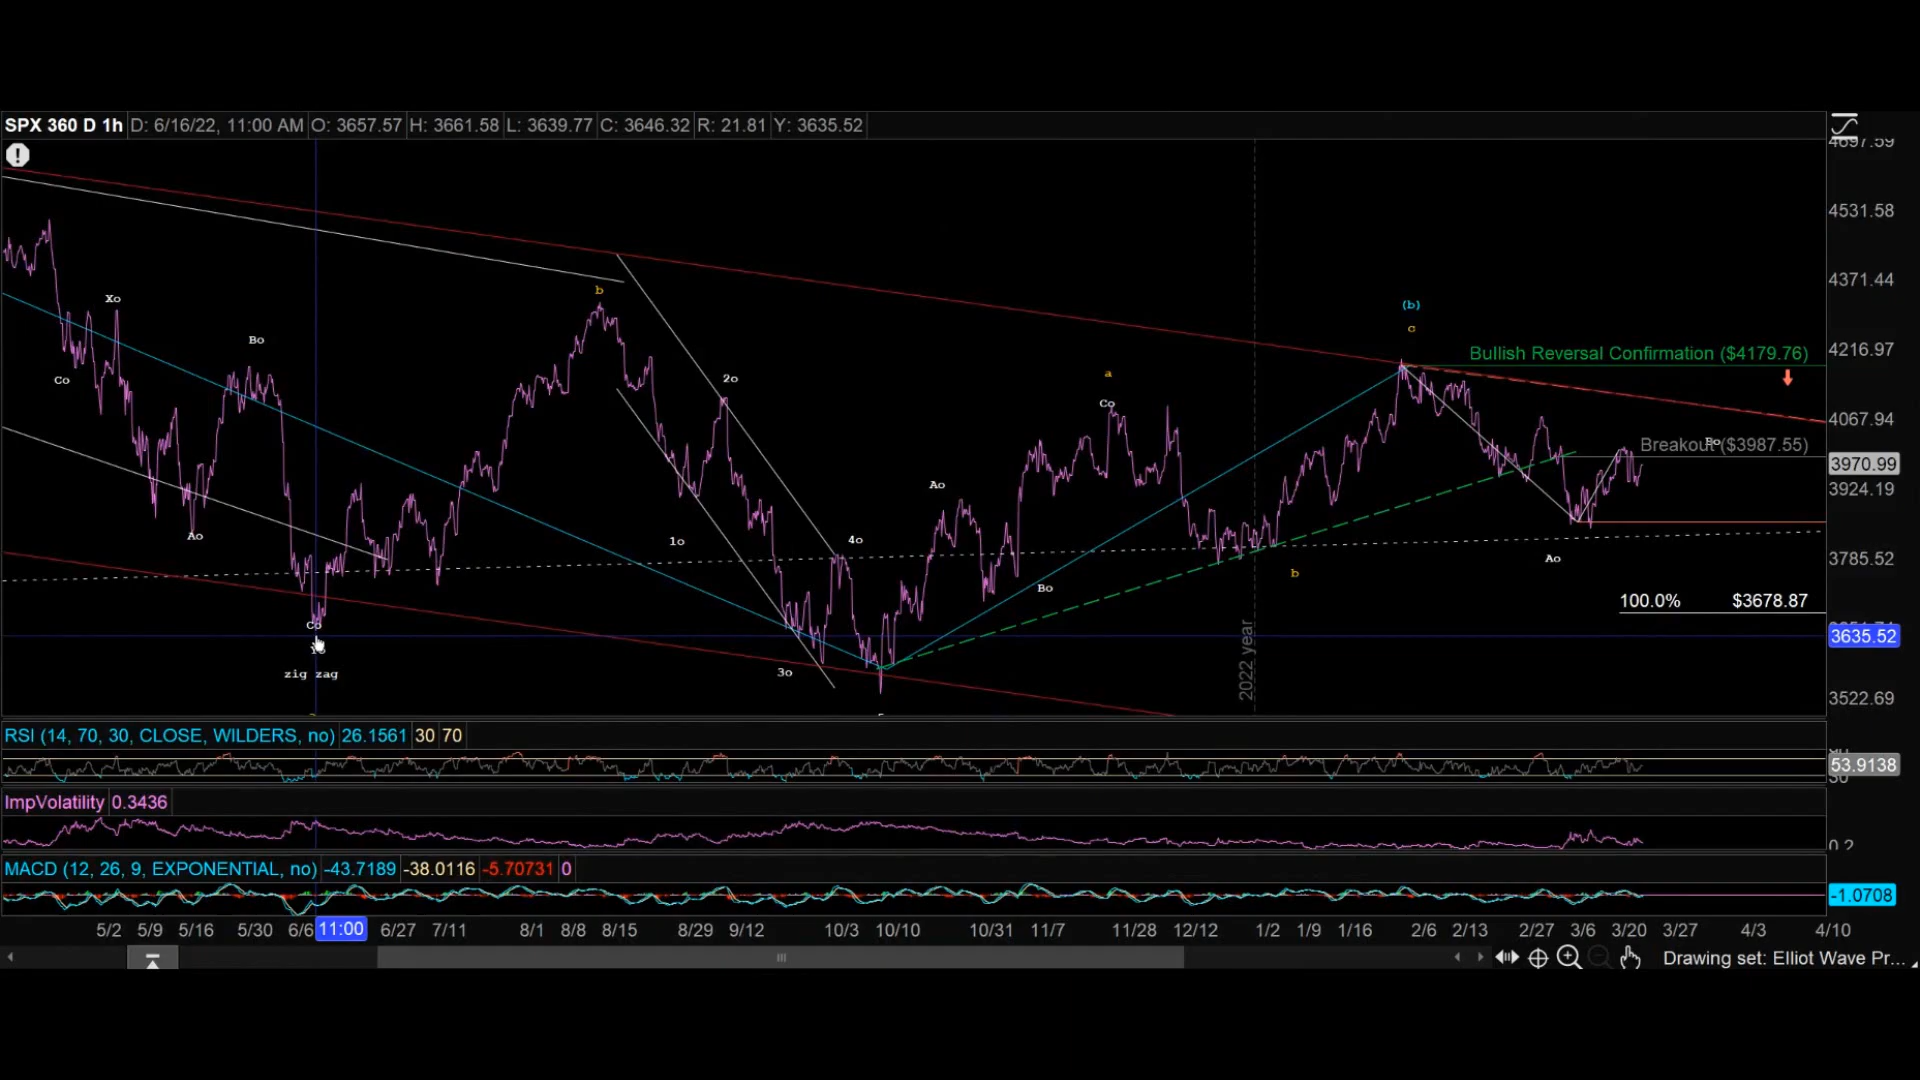 SPX 360 D 1h D: 6/16/22, 11:00 AM O: 3657.57 H: 3661.58 L: 3639.77 C: 3646.32 R: 21.81 Y: 3635.52
4697.59
4531.58
4371.44
4216.97
4067.94
3970.99
3924.19
3785.52
3635.52
3522.69
b
(b)
c
Xo
Bo
Bullish Reversal Confirmation ($4179.76)
Co
2o
a
Co
Breakout ($3987.55)
Bo
Ao
Ao
1o
4o
Ao
b
Bo
100.0% $3678.87
Co
zig zag
3o
2022 year
RSI (14, 70, 30, CLOSE, WILDERS, no) 26.1561 30 70
53.9138
30
ImpVolatility 0.3436
0.2
MACD (12, 26, 9, EXPONENTIAL, no) -43.7189 -38.0116 -5.70731 0
-1.0708
5/2 5/9 5/16 5/30 6/6 11:00 6/27 7/11 8/1 8/8 8/15 8/29 9/12 10/3 10/10 10/31 11/7 11/28 12/12 1/2 1/9 1/16 2/6 2/13 2/27 3/6 3/20 3/27 4/3 4/10
Drawing set: Elliot Wave Pr...